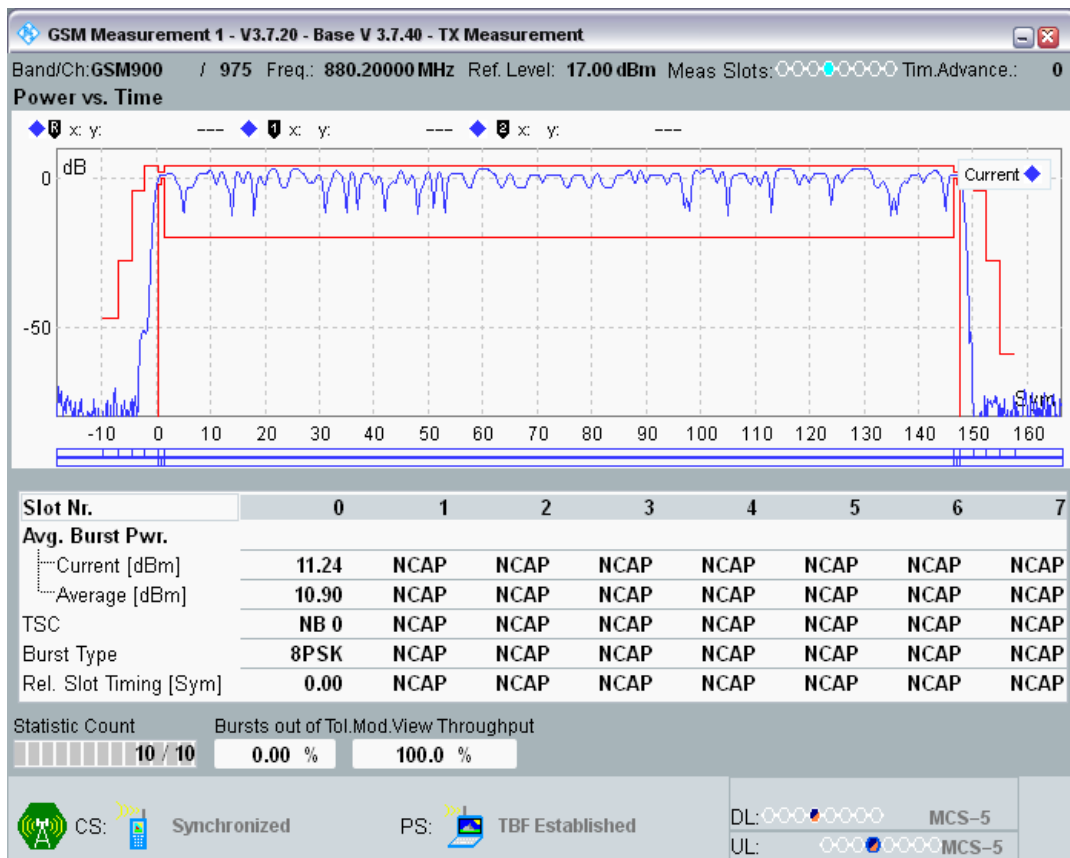 GSM Measurement 1 - V3.7.20 - Base V 3.7.40 - TX Measurement
Band/Ch:GSM900 / 975 Freq.: 880.20000 MHz Ref. Level: 17.00 dBm Meas Slots: Tim.Advance.: 0
Power vs. Time
R x: y: --- 1 x: y: --- 2 x: y: ---
dB
Current
0
-50
Sym
-10 0 10 20 30 40 50 60 70 80 90 100 110 120 130 140 150 160
Slot Nr. 0 1 2 3 4 5 6 7
Avg. Burst Pwr.
Current [dBm] 11.24 NCAP NCAP NCAP NCAP NCAP NCAP NCAP
Average [dBm] 10.90 NCAP NCAP NCAP NCAP NCAP NCAP NCAP
TSC NB 0 NCAP NCAP NCAP NCAP NCAP NCAP NCAP
Burst Type 8PSK NCAP NCAP NCAP NCAP NCAP NCAP NCAP
Rel. Slot Timing [Sym] 0.00 NCAP NCAP NCAP NCAP NCAP NCAP NCAP
Statistic Count Bursts out of Tol. Mod.View Throughput
10 / 10 0.00 % 100.0 %
CS: Synchronized PS: TBF Established
DL: MCS-5
UL: MCS-5